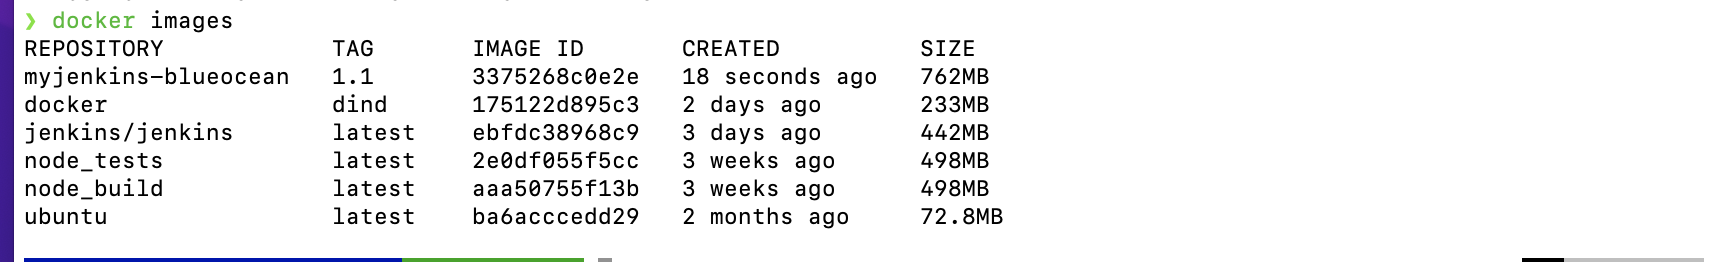 ❯ docker images
REPOSITORY TAG IMAGE ID CREATED SIZE
myjenkins-blueocean 1.1 3375268c0e2e 18 seconds ago 762MB
docker dind 175122d895c3 2 days ago 233MB
jenkins/jenkins latest ebfdc38968c9 3 days ago 442MB
node_tests latest 2e0df055f5cc 3 weeks ago 498MB
node_build latest aaa50755f13b 3 weeks ago 498MB
ubuntu latest ba6acccedd29 2 months ago 72.8MB